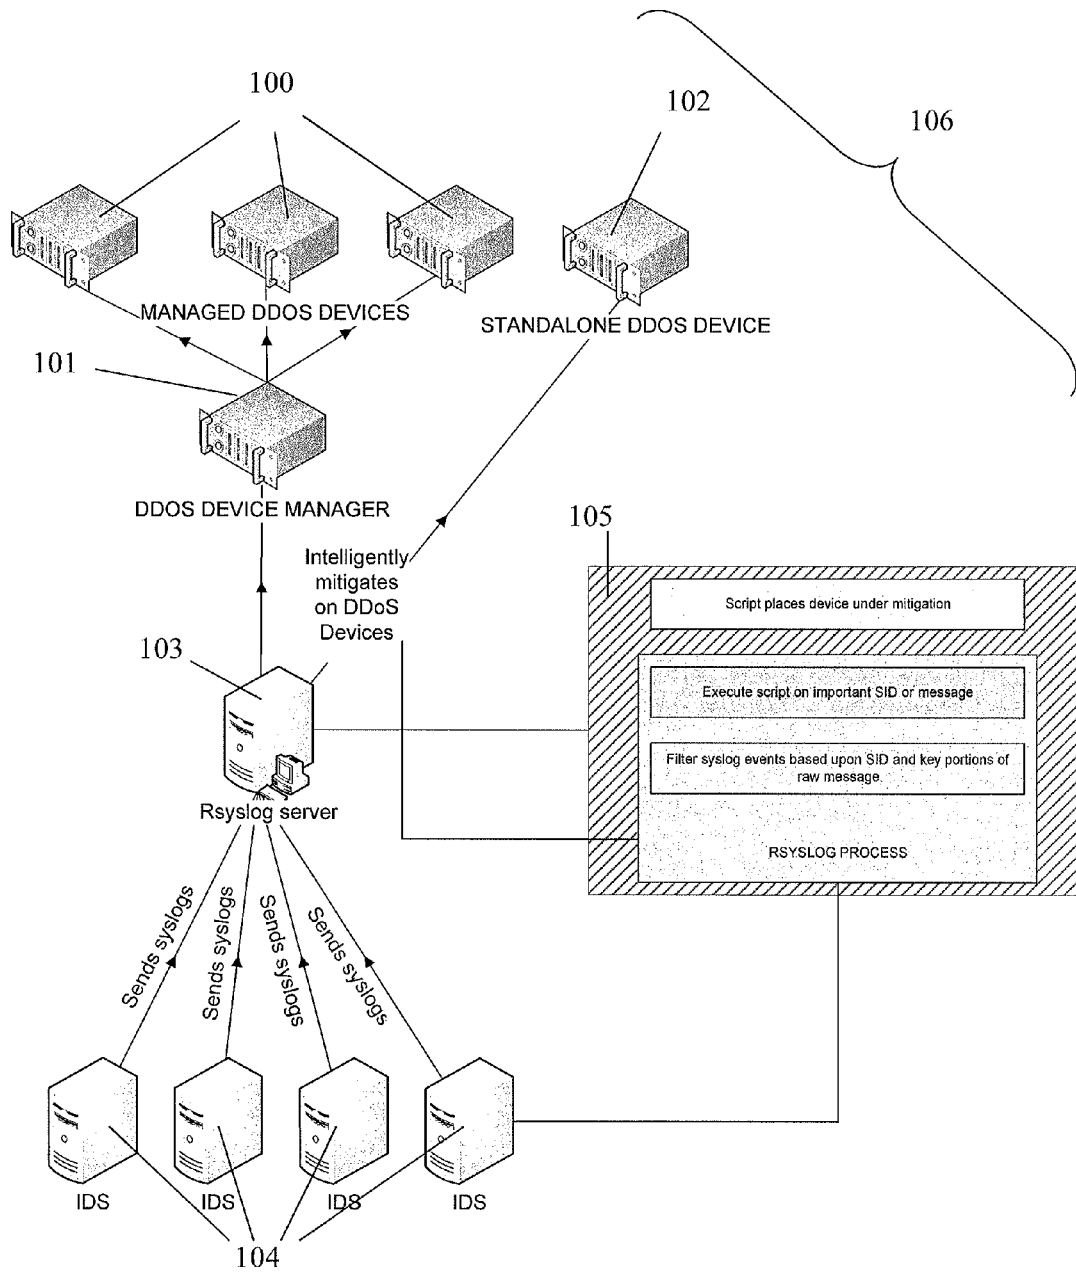 100
102
106
MANAGED DDOS DEVICES
STANDALONE DDOS DEVICE
101
DDOS DEVICE MANAGER
105
Intelligently
mitigates
on DDoS
Devices
Script places device under mitigation
103
Execute script on important SID or message
Filter syslog events based upon SID and key portions of
raw message.
Rsyslog server
RSYSLOG PROCESS
Sends syslogs
Sends syslogs
Sends syslogs
Sends syslogs
IDS
IDS
IDS
IDS
104